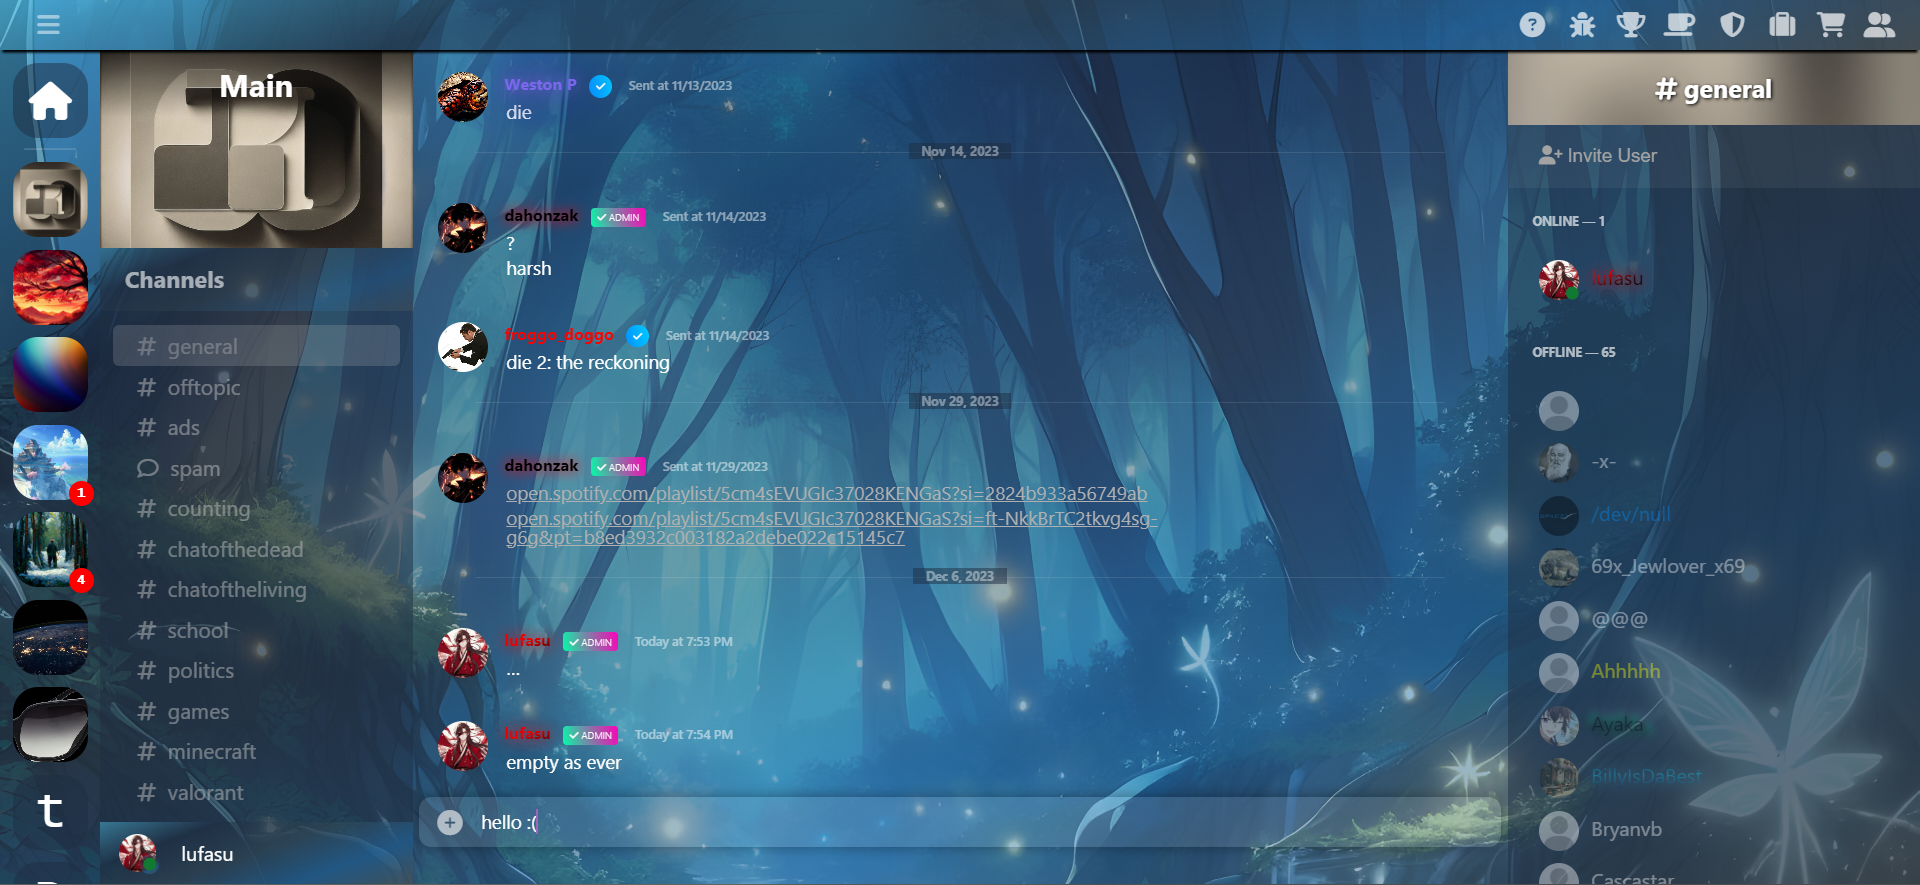 Main
Channels
# general
# offtopic
# ads
spam
# counting
# chatofthedead
# chatoftheliving
# school
# politics
# games
# minecraft
# valorant
1
4
t
lufasu
Weston P Sent at 11/13/2023
die
Nov 14, 2023
dahonzak ADMIN Sent at 11/14/2023
?
harsh
froggo_doggo Sent at 11/14/2023
die 2: the reckoning
Nov 29, 2023
dahonzak ADMIN Sent at 11/29/2023
open.spotify.com/playlist/5cm4sEVUGIc37028KENGaS?si=2824b933a56749ab
open.spotify.com/playlist/5cm4sEVUGIc37028KENGaS?si=ft-NkkBrTC2tkvg4sg-
g6g&pt=b8ed3932c003182a2debe022c15145c7
Dec 6, 2023
lufasu ADMIN Today at 7:53 PM
...
lufasu ADMIN Today at 7:54 PM
empty as ever
hello :(
# general
Invite User
ONLINE — 1
lufasu
OFFLINE — 65
-x-
/dev/null
69x_Jewlover_x69
@@@
Ahhhhh
Ayaka
BillyIsDaBest
Bryanvb
Cascastar